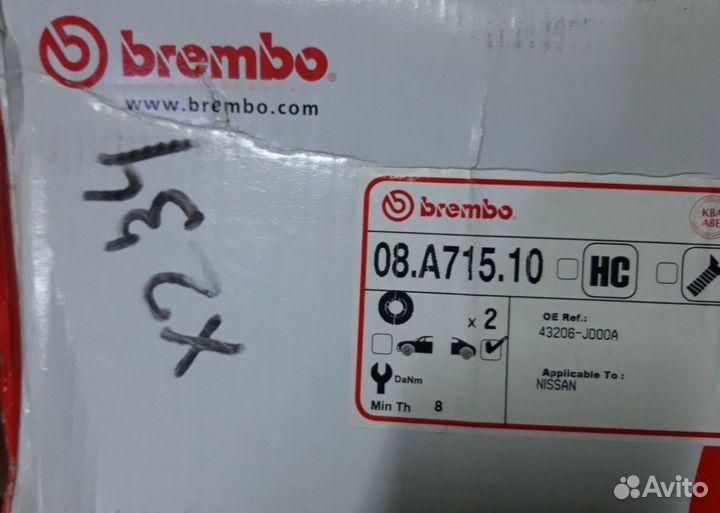 brembo
www.brembo.com
brembo
08.A715.10
HC
x 2
OE Ref.:
43206-JD00A
DaNm
Applicable To :
NISSAN
Min Th 8
Avito